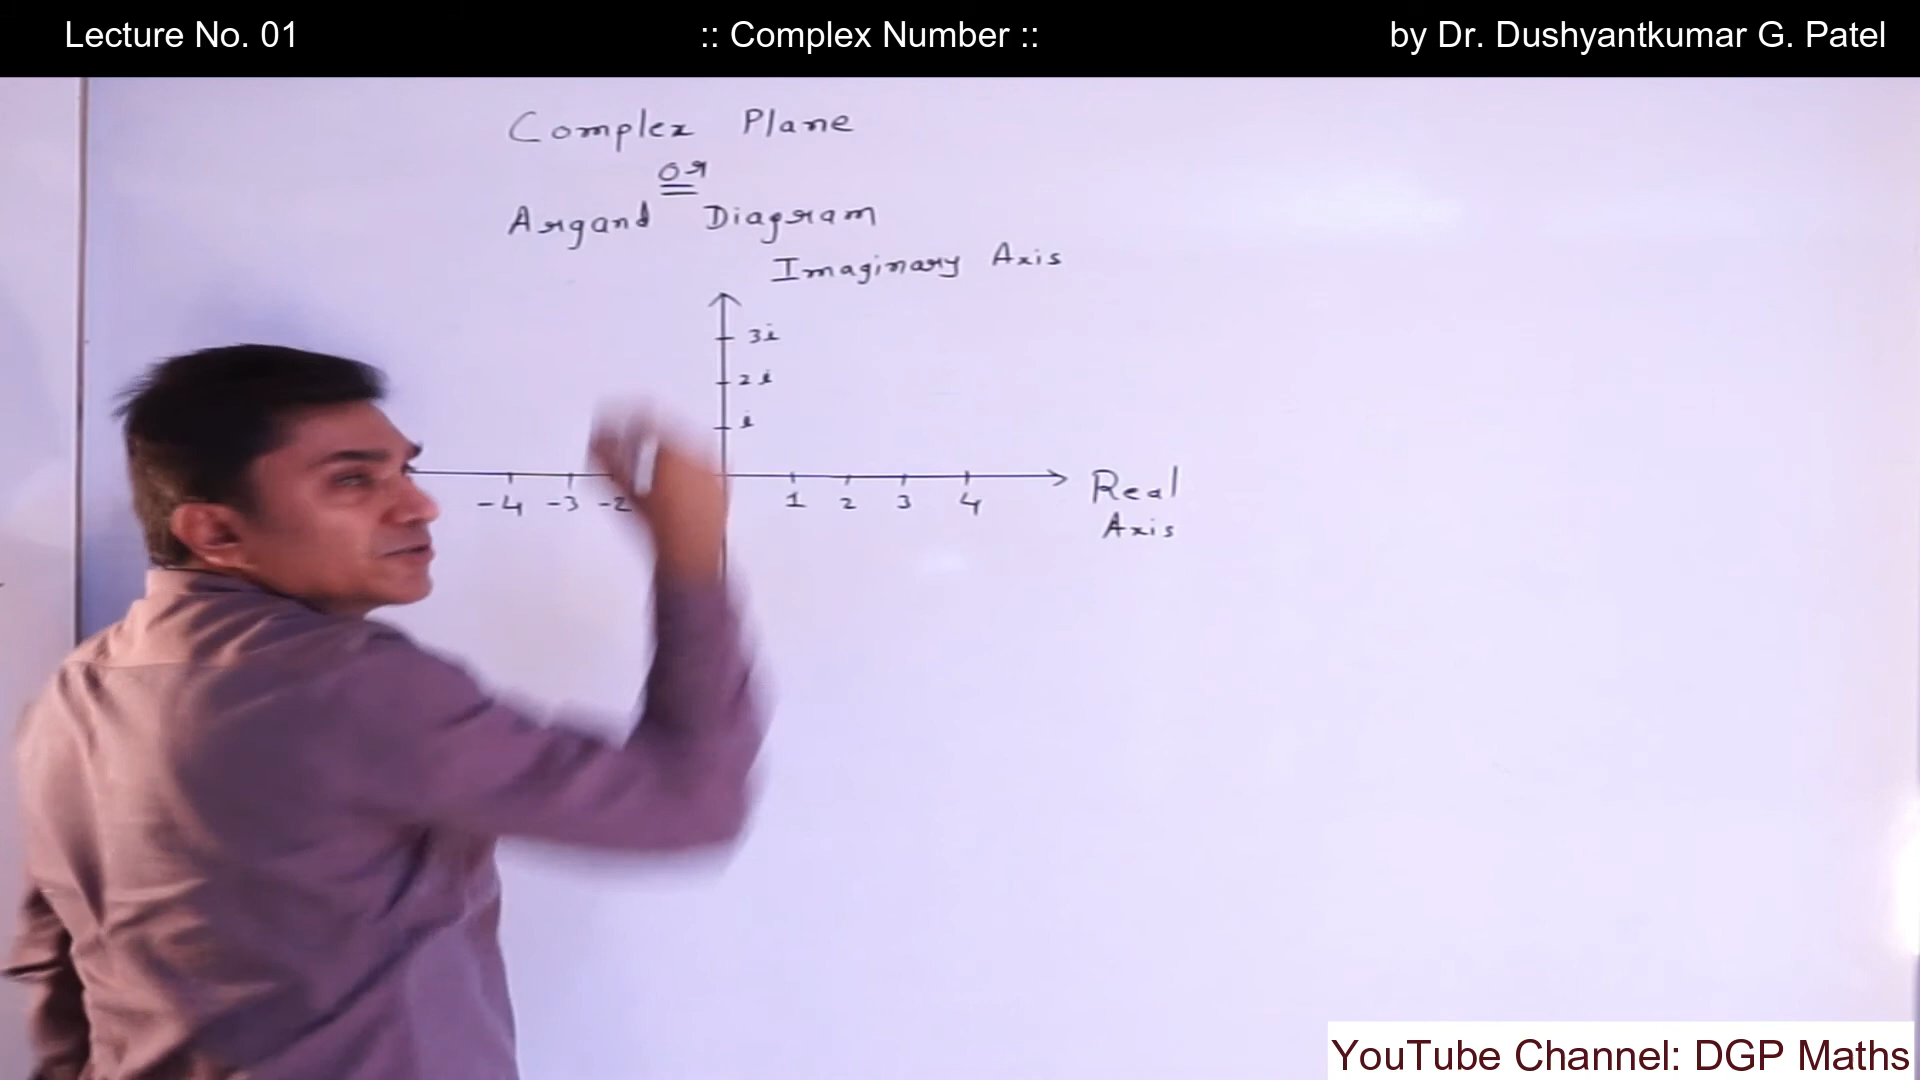 Lecture No. 01 :: Complex Number :: by Dr. Dushyantkumar G. Patel
Complex Plane
Or
Argand Diagram
Imaginary Axis
3i
2i
i
-4 -3 -2 1 2 3 4
Real
Axis
YouTube Channel: DGP Maths